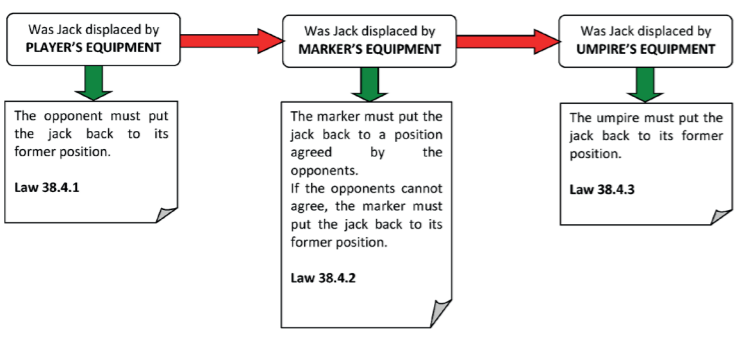 Was Jack displaced by
PLAYER'S EQUIPMENT
Was Jack displaced by
MARKER'S EQUIPMENT
Was Jack displaced by
UMPIRE'S EQUIPMENT
The opponent must put
the jack back to its
former position.
Law 38.4.1
The marker must put the
jack back to a position
agreed by the
opponents.
If the opponents cannot
agree, the marker must
put the jack back to its
former position.
Law 38.4.2
The umpire must put the
jack back to its former
position.
Law 38.4.3